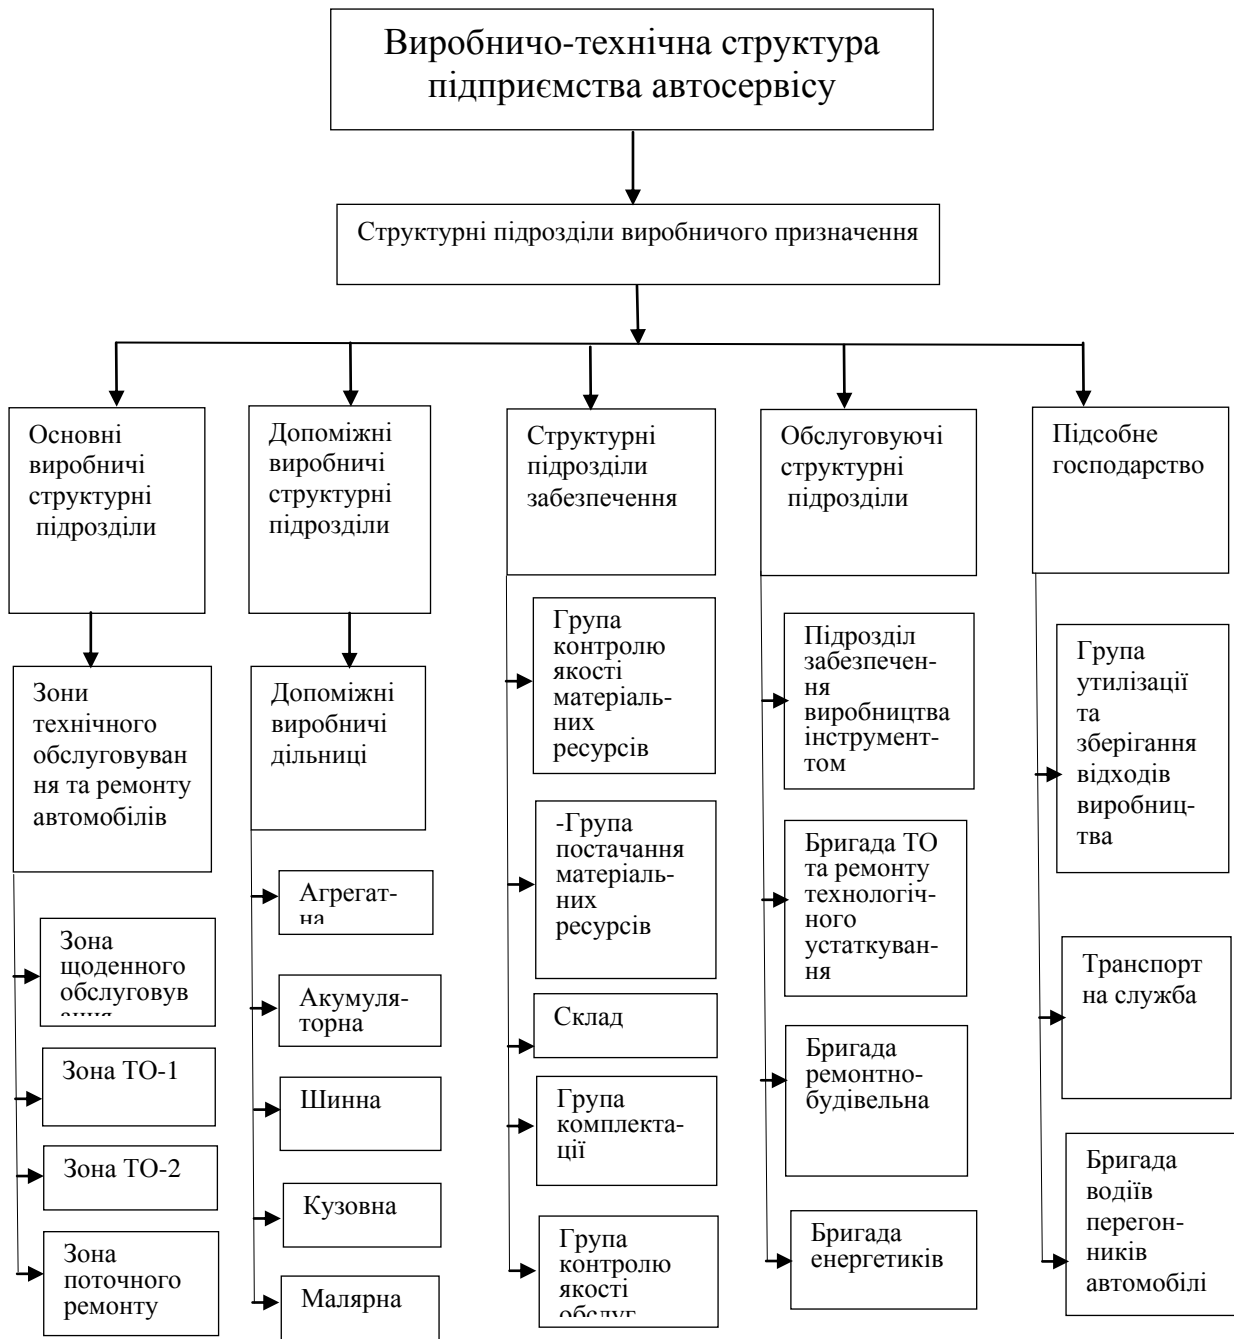 Виробничо-технічна структура
підприємства автосервісу
Структурні підрозділи виробничого призначення
Основні
виробничі
структурні
підрозділи
Допоміжні
виробничі
структурні
підрозділи
Структурні
підрозділи
забезпечення
Обслуговуючі
структурні
підрозділи
Підсобне
господарство
Зони
технічного
обслуговуван
ня та ремонту
автомобілів
Зона
щоденного
обслуговув
ання
Зона ТО-1
Зона ТО-2
Зона
поточного
ремонту
Допоміжні
виробничі
дільниці
Агрегат-
на
Акумуля-
торна
Шинна
Кузовна
Малярна
Група
контролю
якості
матеріаль-
них
ресурсів
-Група
постачання
матеріаль-
них
ресурсів
Склад
Група
комплекта-
ції
Група
контролю
якості
обслуг
Підрозділ
забезпечен-
ня
виробництва
інструмент-
том
Бригада ТО
та ремонту
технологіч-
ного
устаткуван-
ня
Бригада
ремонтно-
будівельна
Бригада
енергетиків
Група
утилізації
та
зберігання
відходів
виробниц-
тва
Транспорт
на служба
Бригада
водіїв
перегон-
ників
автомобілі